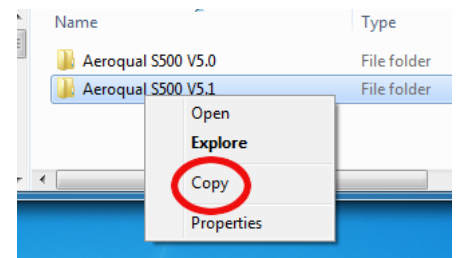 Name Type
Aeroqual S500 V5.0 File folder
Aeroqual S500 V5.1 File folder
Open
Explore
Copy
Properties